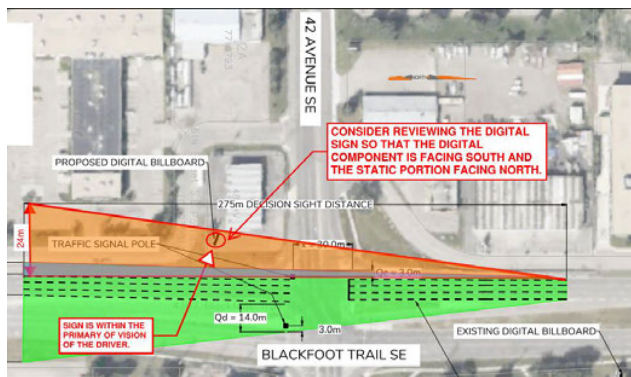 42 AVENUE SE
NORTH
CONSIDER REVIEWING THE DIGITAL
SIGN SO THAT THE DIGITAL
COMPONENT IS FACING SOUTH AND
THE STATIC PORTION FACING NORTH.
PROPOSED DIGITAL BILLBOARD
275m DECISION SIGHT DISTANCE
24m
TRAFFIC SIGNAL POLE
20.0m
= 3.0m
Qd = 14.0m
3.0m
SIGN IS WITHIN THE
PRIMARY OF VISION
OF THE DRIVER.
EXISTING DIGITAL BILLBOARD
BLACKFOOT TRAIL SE